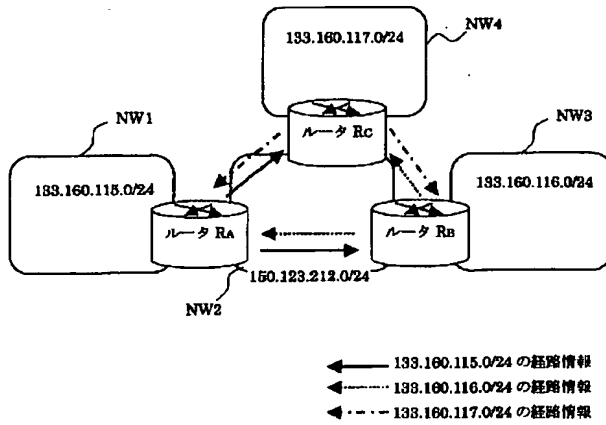 133.160.117.0/24
NW4
NW1
NW3
ルータ RC
133.160.115.0/24
133.160.116.0/24
ルータ RA
ルータ RB
150.123.212.0/24
NW2
133.160.115.0/24 の経路情報
133.160.116.0/24 の経路情報
133.160.117.0/24 の経路情報